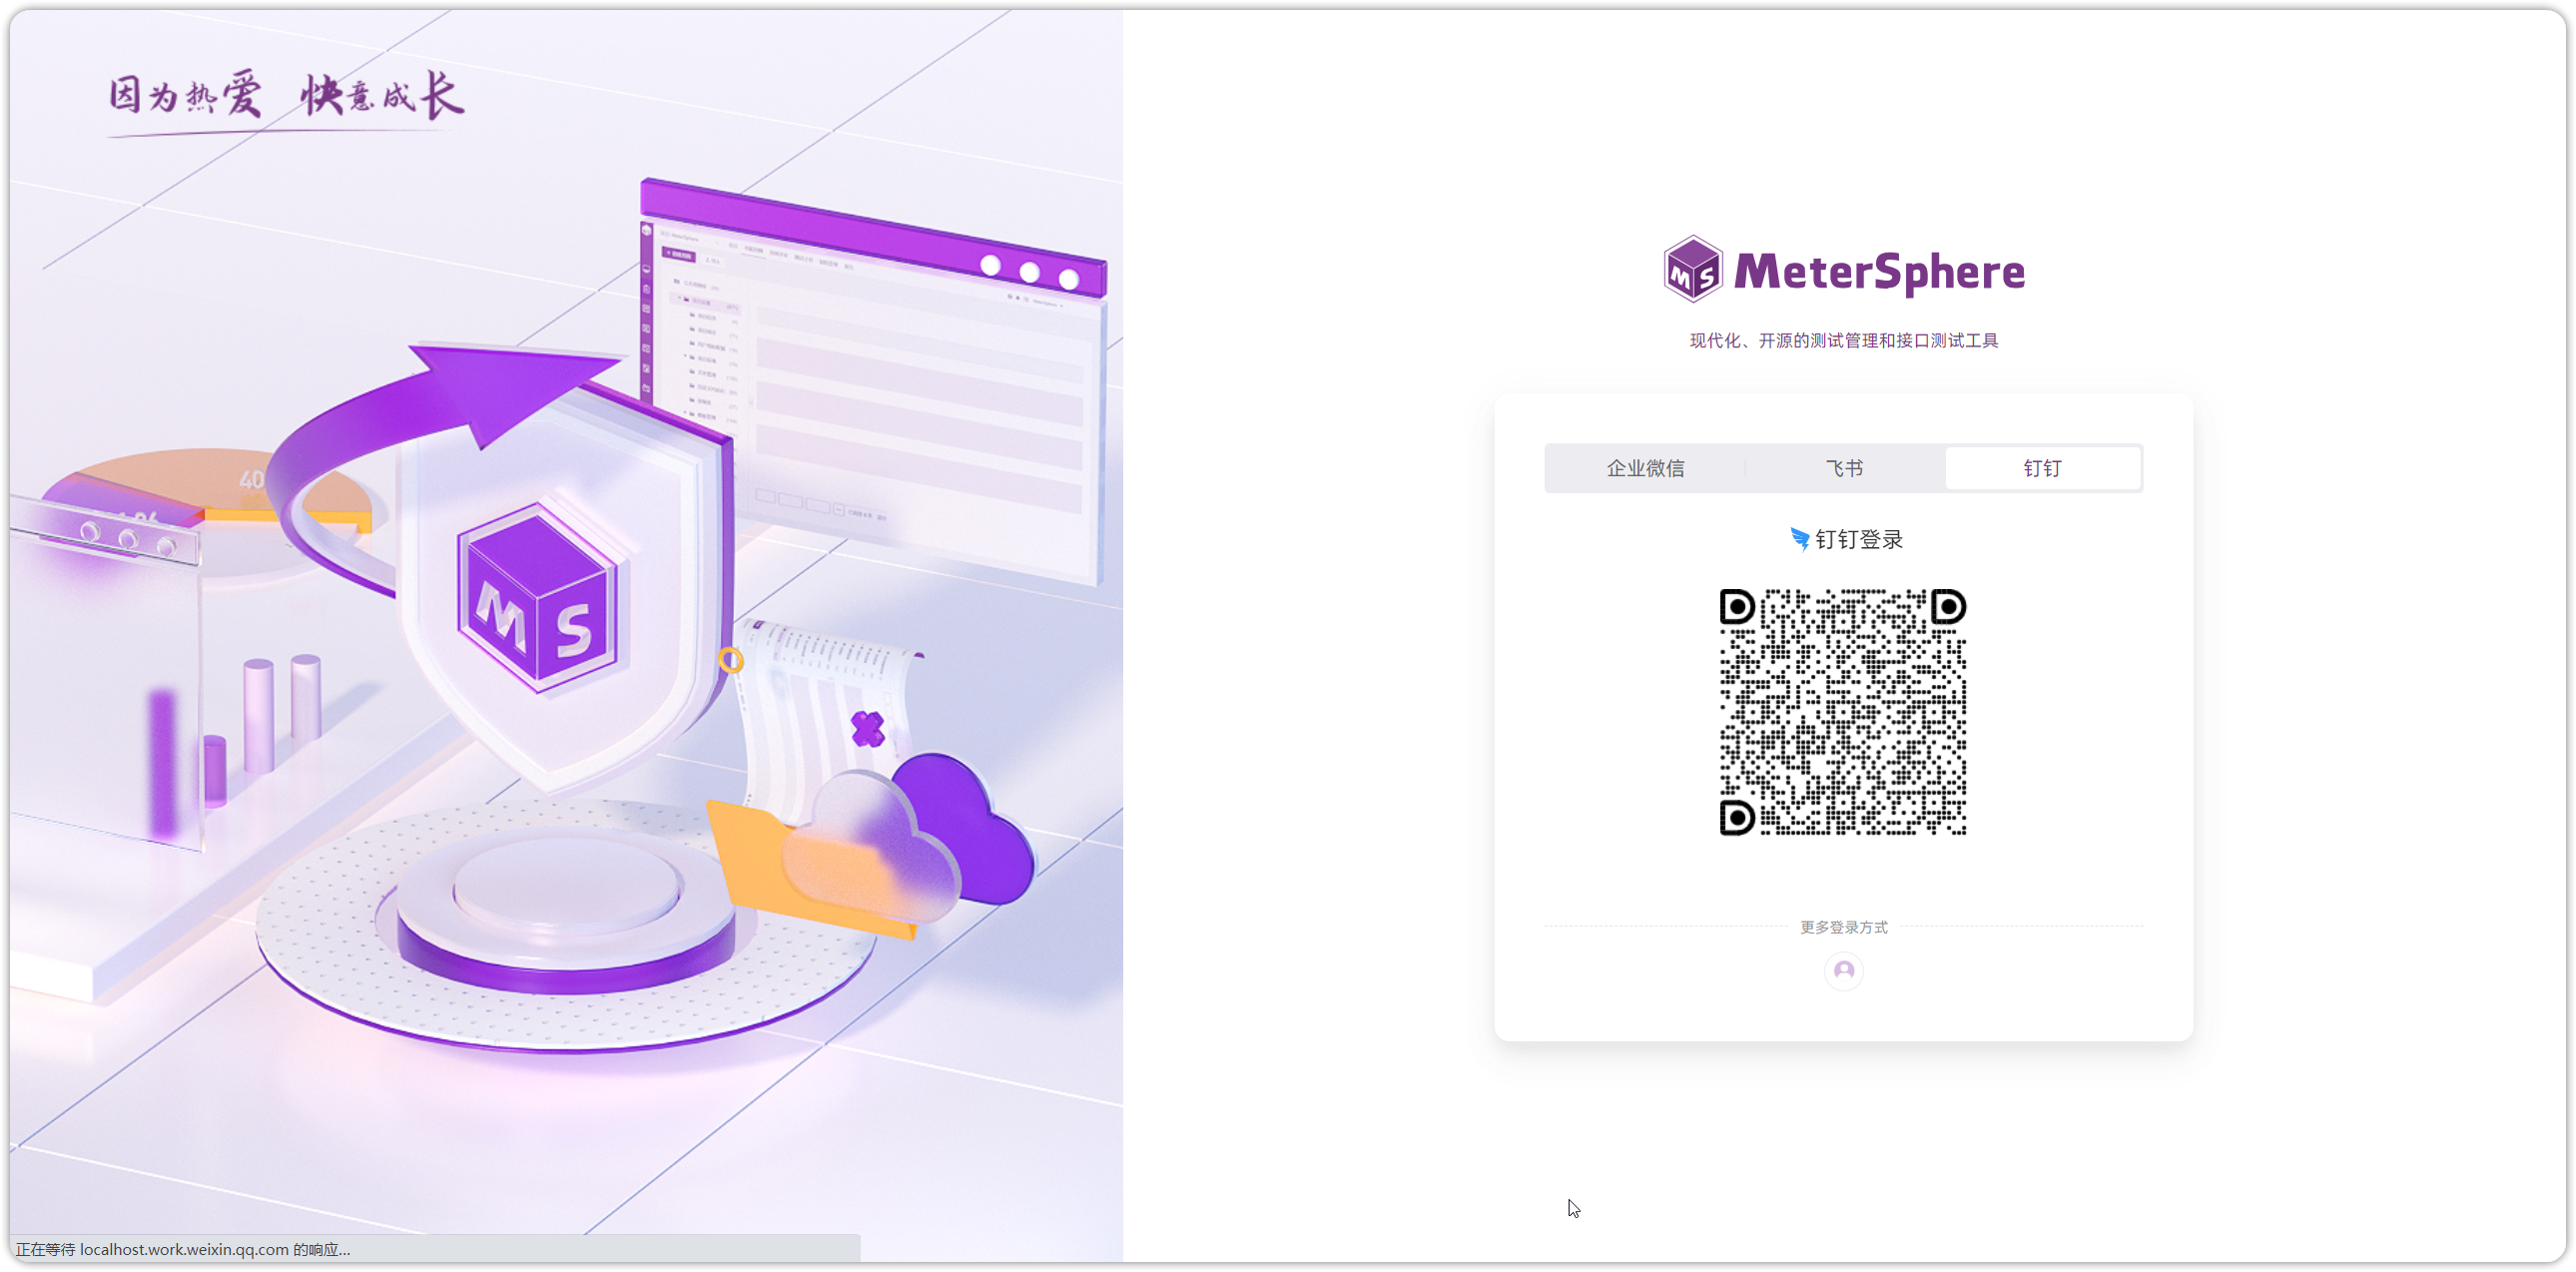 因为热爱 快意成长
40
MS
MeterSphere
现代化、开源的测试管理和接口测试工具
企业微信
飞书
钉钉
钉钉登录
更多登录方式
正在等待 localhost.work.weixin.qq.com 的响应...